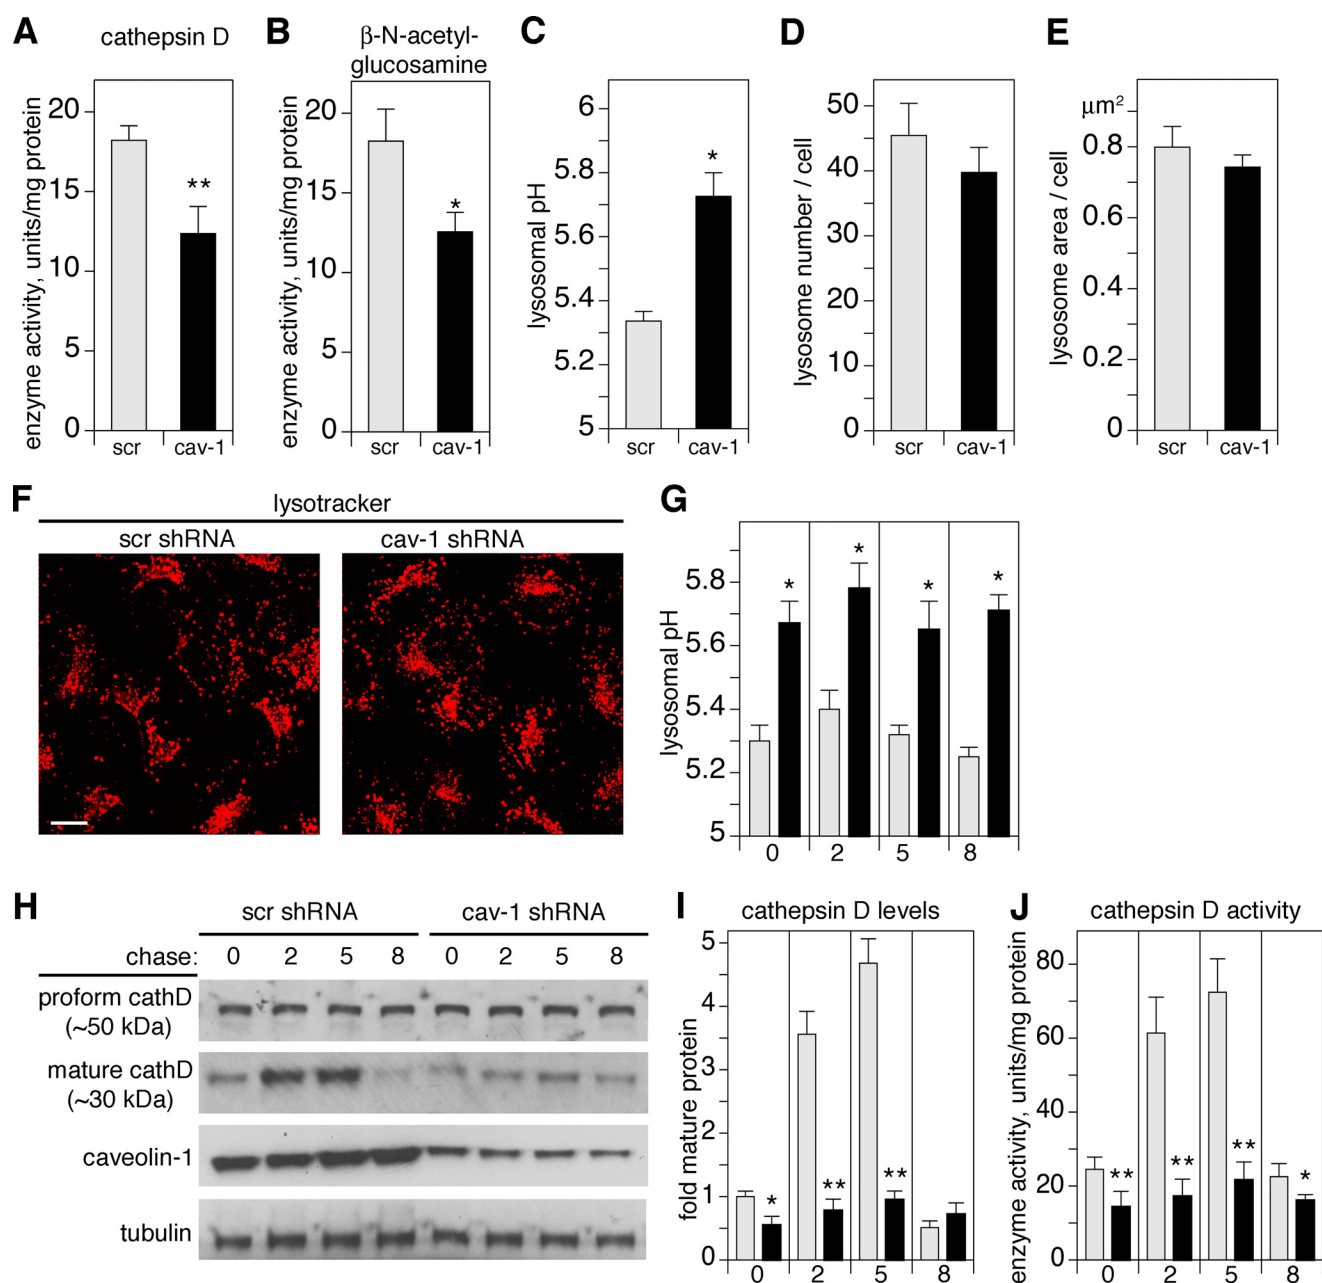 A
cathepsin D
enzyme activity, units/mg protein
20
15
10
5
0
**
scr
cav-1
B
β-N-acetyl-
glucosamine
enzyme activity, units/mg protein
20
15
10
5
0
*
scr
cav-1
C
lysosomal pH
6
5.8
5.6
5.4
5.2
5
*
scr
cav-1
D
lysosome number / cell
50
40
30
20
10
0
scr
cav-1
E
μm2
lysosome area / cell
0.8
0.6
0.4
0.2
0
scr
cav-1
F
lysotracker
scr shRNA
cav-1 shRNA
G
lysosomal pH
5.8
5.6
5.4
5.2
5
*
*
*
*
0
2
5
8
H
scr shRNA
cav-1 shRNA
chase: 0 2 5 8 0 2 5 8
proform cathD
(~50 kDa)
mature cathD
(~30 kDa)
caveolin-1
tubulin
I
cathepsin D levels
fold mature protein
5
4
3
2
1
0
*
**
**
0
2
5
8
J
cathepsin D activity
enzyme activity, units/mg protein
80
60
40
20
0
**
**
**
*
0
2
5
8